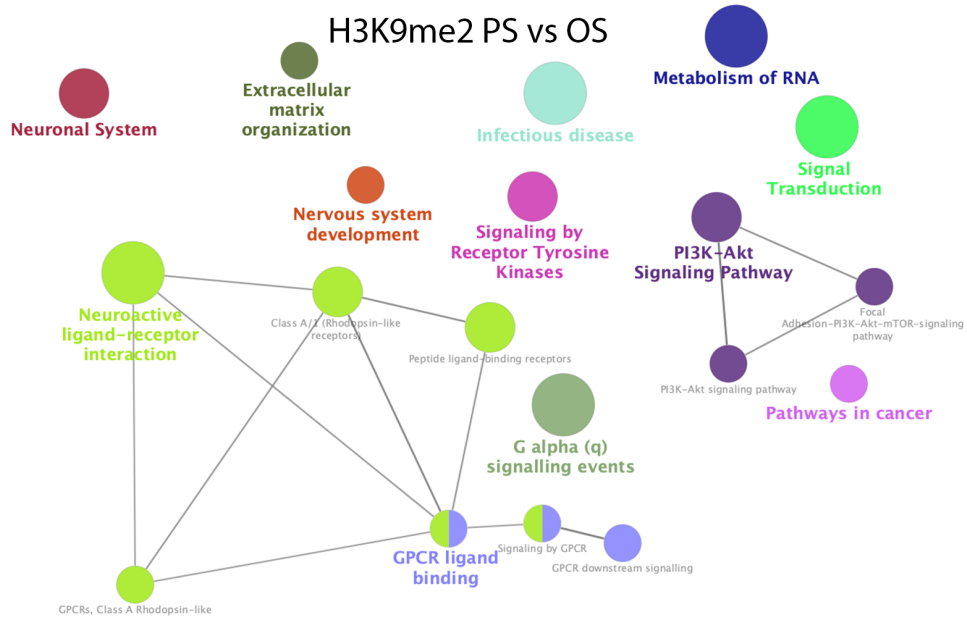 H3K9me2 PS vs OS
Metabolism of RNA
Neuronal System
Extracellular
matrix
organization
Infectious disease
Signal
Transduction
Nervous system
development
Signaling by
Receptor Tyrosine
Kinases
PI3K-Akt
Signaling Pathway
Neuroactive
ligand-receptor
interaction
Class A/1 (Rhodopsin-like
receptors)
Peptide ligand-binding receptors
Focal
Adhesion-PI3K-Akt-mTOR-signaling
pathway
PI3K-Akt signaling pathway
Pathways in cancer
G alpha (q)
signalling events
GPCR ligand
binding
Signaling by GPCR
GPCR downstream signalling
GPCRs, Class A Rhodopsin-like